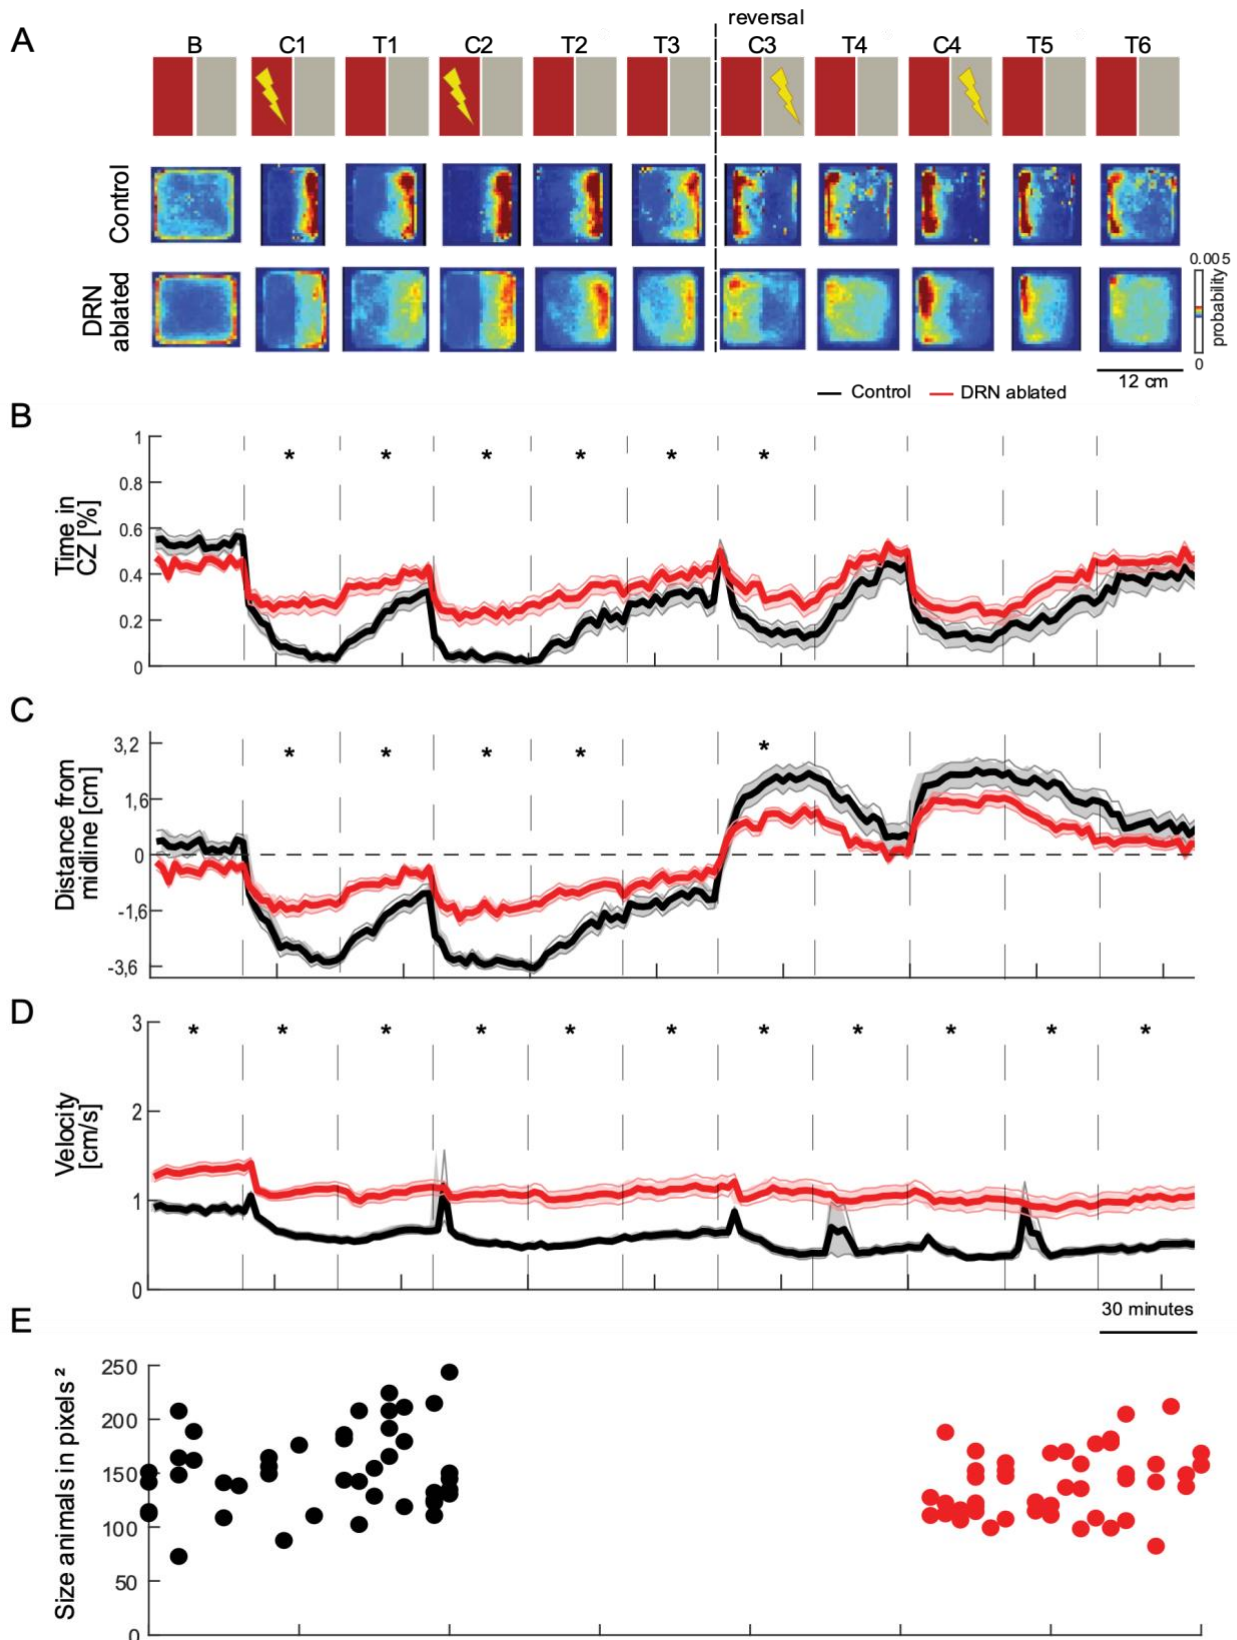 A
reversal
B C1 T1 C2 T2 T3 C3 T4 C4 T5 T6
Control
DRN
ablated
0.005
probability
0
12 cm
Control DRN ablated
B
Time in
CZ [%]
1
0.8
0.6
0.4
0.2
0
* * * * * *
C
Distance from
midline [cm]
3,2
1,6
0
-1.6
-3,6
* * * * *
D
Velocity
[cm/s]
3
2
1
0
* * * * * * * * * * *
30 minutes
E
Size animals in pixels ²
250
200
150
100
50
0